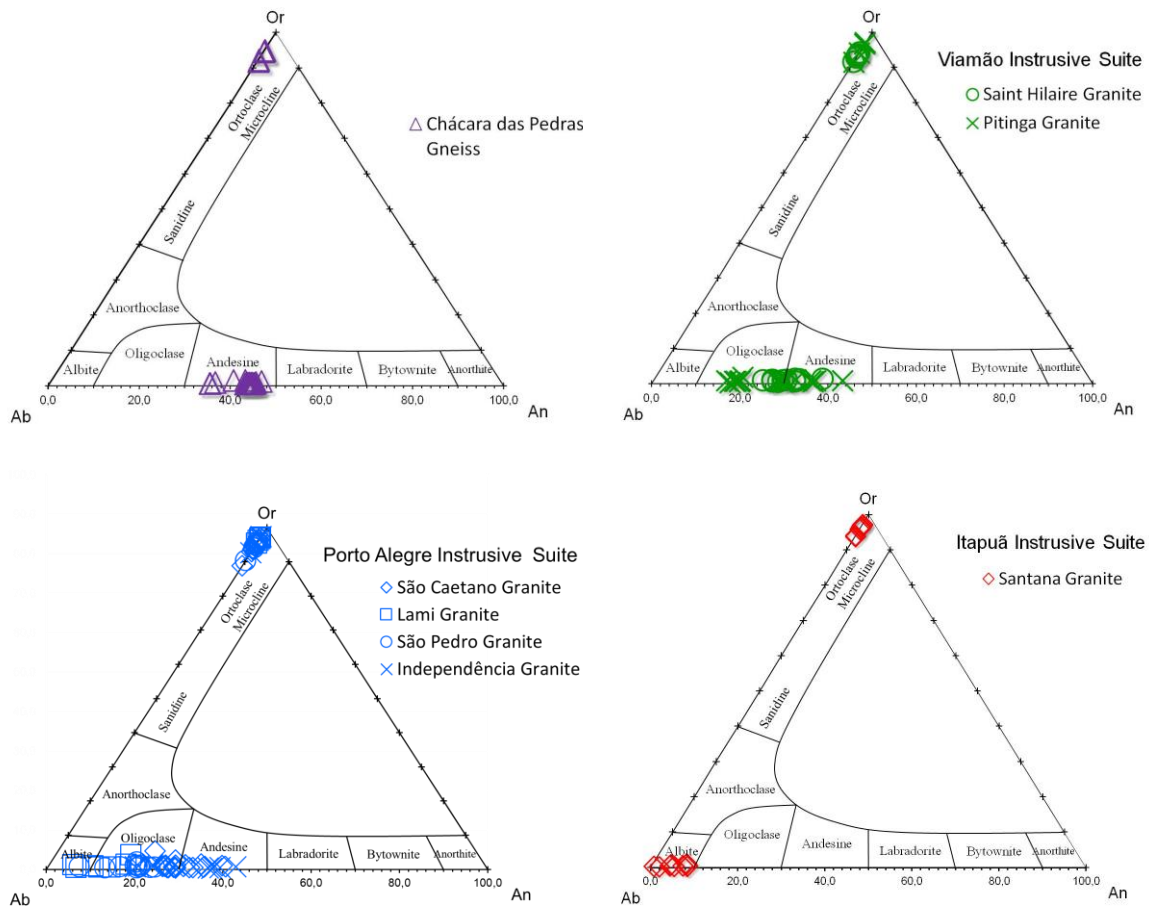 Or
Ortoclase
Microcline
Sanidine
Anorthoclase
Albite
Oligoclase
Andesine
Labradorite
Bytownite
Anorthite
0,0
20,0
40,0
60,0
80,0
100,0
Ab
An
Chácara das Pedras
Gneiss
Or
Ortoclase
Microcline
Sanidine
Anorthoclase
Albite
Oligoclase
Andesine
Labradorite
Bytownite
Anorthite
0,0
20,0
40,0
60,0
80,0
100,0
Ab
An
Viamão Instrusive Suite
Saint Hilaire Granite
Pitinga Granite
Or
Ortoclase
Microcline
Sanidine
Anorthoclase
Albite
Oligoclase
Andesine
Labradorite
Bytownite
Anorthite
0,0
20,0
40,0
60,0
80,0
100,0
Ab
An
Porto Alegre Instrusive Suite
São Caetano Granite
Lami Granite
São Pedro Granite
Independência Granite
Or
Ortoclase
Microcline
Sanidine
Anorthoclase
Albite
Oligoclase
Andesine
Labradorite
Bytownite
Anorthite
0,0
20,0
40,0
60,0
80,0
100,0
Ab
An
Itapuã Instrusive Suite
Santana Granite